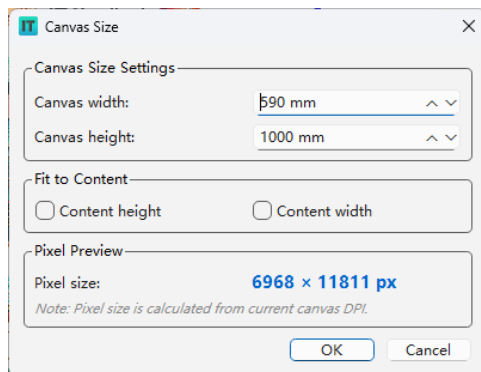 IT Canvas Size
Canvas Size Settings
Canvas width: 590 mm
Canvas height: 1000 mm
Fit to Content
Content height Content width
Pixel Preview
Pixel size: 6968 × 11811 px
Note: Pixel size is calculated from current canvas DPI.
OK Cancel